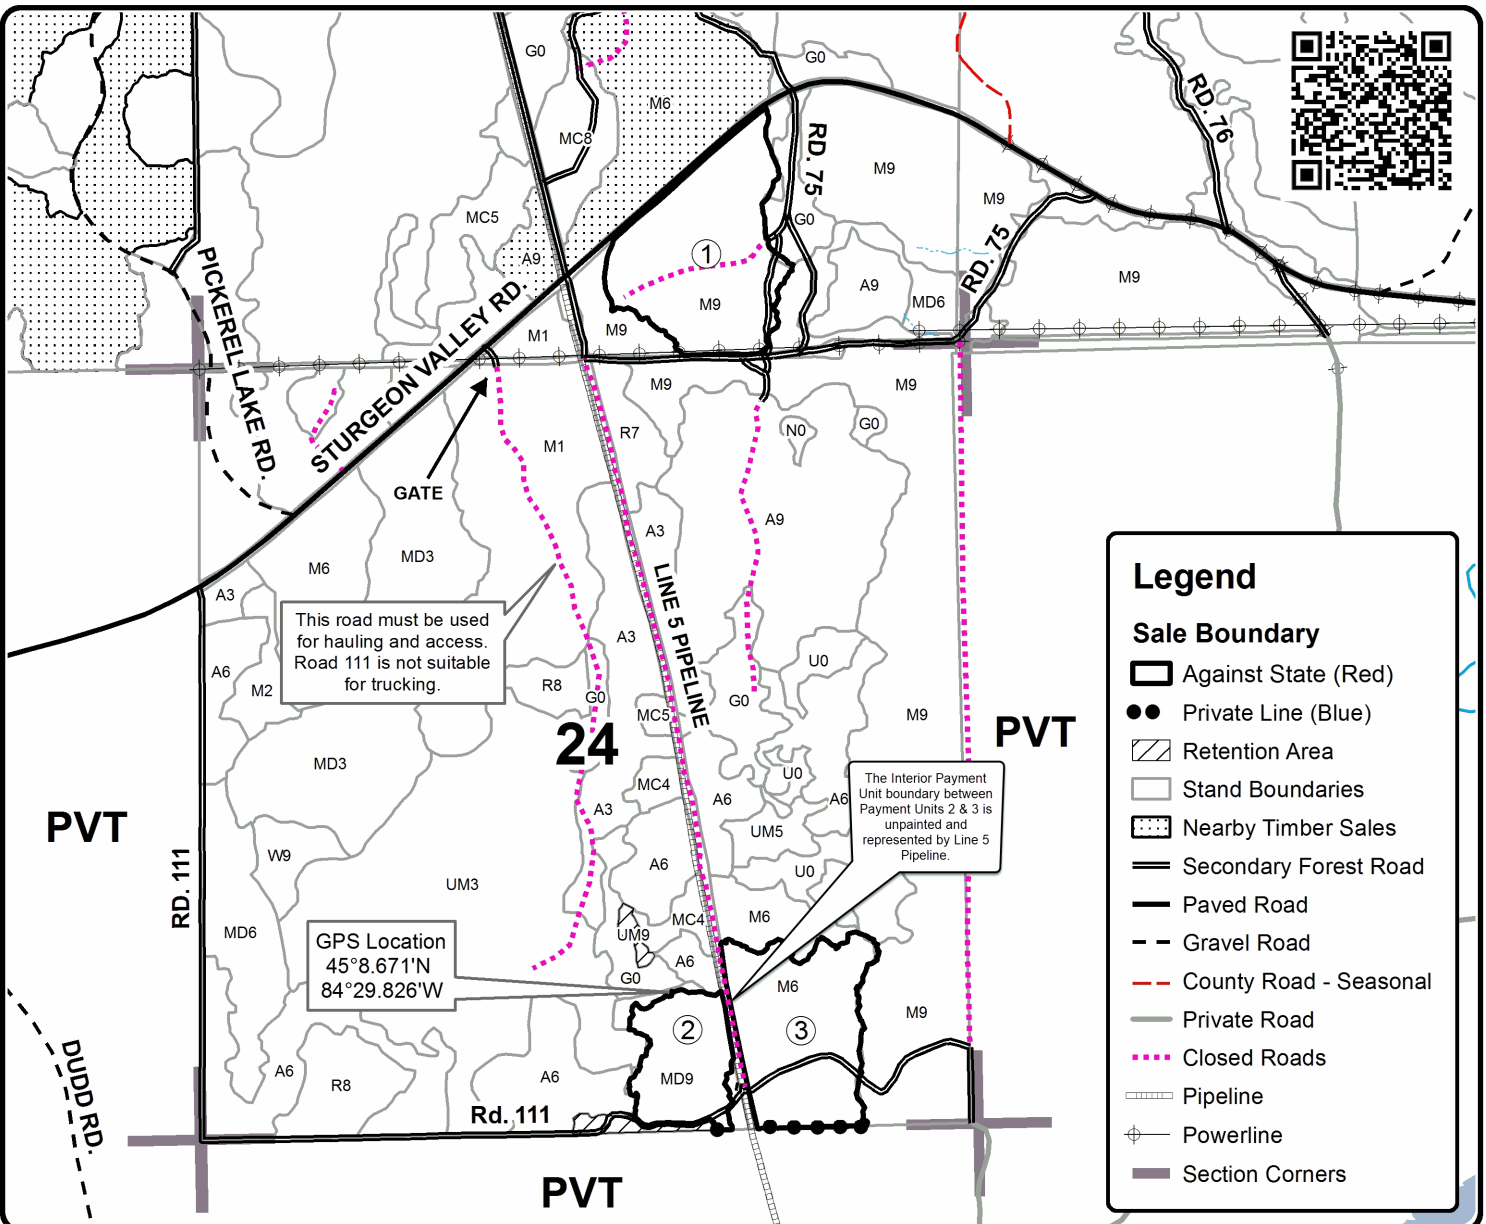 G0
G0
M6
MC8
RD. 75
RD. 76
M9
M9
MC5
G0
A9
1
PICKEREL LAKE RD.
RD. 75
M9
A9
MD6
M9
M1
M9
STURGEON VALLEY RD.
M9
M9
R7
N0
G0
M1
GATE
A3
A9
MD3
M6
LINE 5 PIPELINE
A3
This road must be used
for hauling and access.
Road 111 is not suitable
for trucking.
A3
U0
A6
M2
R8
G0
G0
MC5
M9
24
PVT
MD3
U0
The Interior Payment
Unit boundary between
Payment Units 2 & 3 is
unpainted and
represented by Line 5
Pipeline.
MC4
A3
A6
A6
PVT
UM5
W9
A6
U0
UM3
RD. 111
MC4
M6
MD6
UM9
GPS Location
45°8.671'N
84°29.826'W
A6
G0
M6
M9
2
3
DUDD RD.
A6
R8
A6
MD9
Rd. 111
PVT
Legend
Sale Boundary
Against State (Red)
Private Line (Blue)
Retention Area
Stand Boundaries
Nearby Timber Sales
Secondary Forest Road
Paved Road
Gravel Road
County Road - Seasonal
Private Road
Closed Roads
Pipeline
Powerline
Section Corners